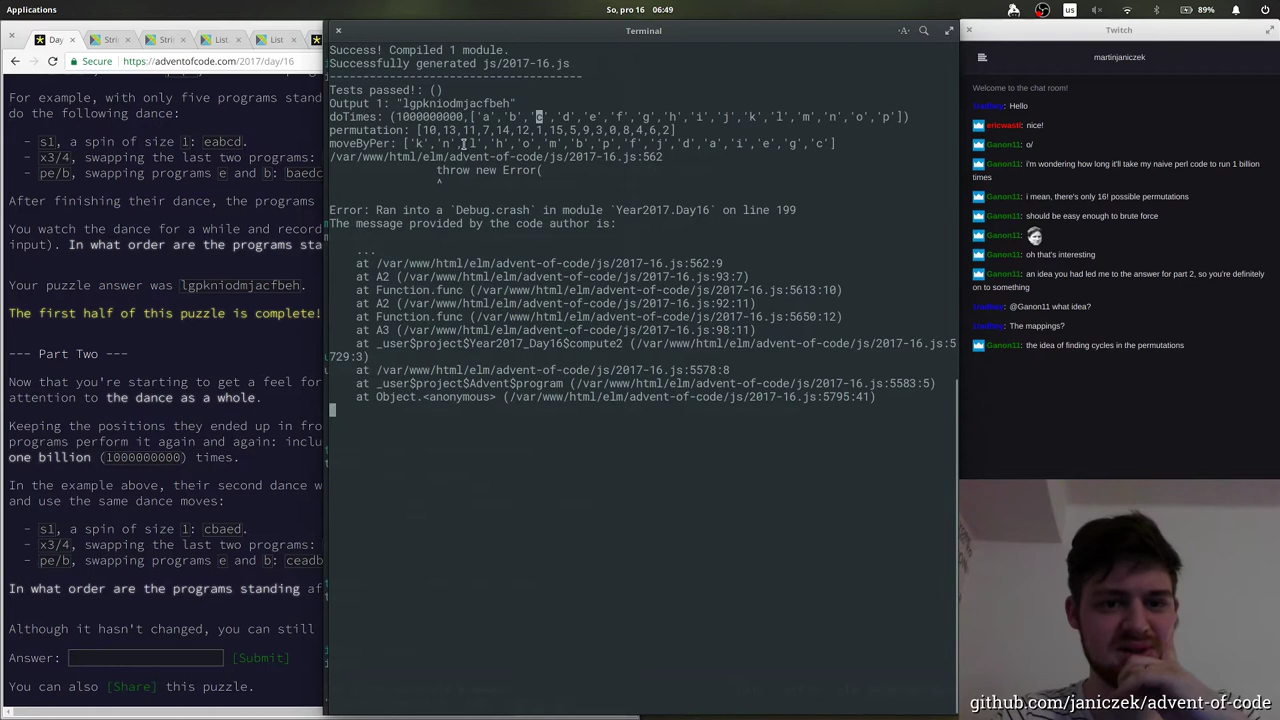 Applications
So, pro 16 06:49
us
89%
Day
Stri
Stri
List
List
Terminal
Twitch
Secure
https://adventofcode.com/2017/day/16
For example, with only five programs stand
do the following dance:
- s1, a spin of size 1: eabcd.
- x3/4, swapping the last two programs:
- pe/b, swapping programs e and b:
After finishing their dance, the programs
You watch the dance for a while and
input). In what order are the programs sta
Your puzzle answer was lgpkniodmjacfbeh.
The first half of this puzzle is complete!
--- Part Two ---
Now that you're starting to get a feel for
attention to the dance as a whole.
Keeping the positions they ended up in fro
programs perform it again and again: inclu
one billion (1000000000) times.
In the example above, their second dance w
and use the same dance moves:
- s1, a spin of size 1: cbaed.
- x3/4, swapping the last two programs:
- pe/b, swapping programs e and b: ceadb
In what order are the programs standing af
Although it hasn't changed, you can still
Answer: [Submit]
You can also [Share] this puzzle.
Success! Compiled 1 module.
Successfully generated js/2017-16.js
Tests passed!: ()
Output 1: "lgpkniodmjacfbeh"
doTimes: (1000000000,['a','b','c','d','e','f','g','h','i','j','k','l','m','n','o','p'])
permutation: [10,13,11,7,14,12,1,15,5,9,3,0,8,4,6,2]
moveByPer: ['k','n','l','h','o','m','b','p','f','j','d','a','i','e','g','c']
/var/www/html/elm/advent-of-code/js/2017-16.js:562
throw new Error(
^
Error: Ran into a `Debug.crash` in module `Year2017.Day16` on line 199
The message provided by the code author is:
...
at /var/www/html/elm/advent-of-code/js/2017-16.js:562:9
at A2 (/var/www/html/elm/advent-of-code/js/2017-16.js:93:7)
at Function.func (/var/www/html/elm/advent-of-code/js/2017-16.js:5613:10)
at A2 (/var/www/html/elm/advent-of-code/js/2017-16.js:92:11)
at Function.func (/var/www/html/elm/advent-of-code/js/2017-16.js:5650:12)
at A3 (/var/www/html/elm/advent-of-code/js/2017-16.js:98:11)
at _user$project$Year2017_Day16$compute2 (/var/www/html/elm/advent-of-code/js/2017-16.js:5
729:3)
at /var/www/html/elm/advent-of-code/js/2017-16.js:5578:8
at _user$project$Advent$program (/var/www/html/elm/advent-of-code/js/2017-16.js:5583:5)
at Object.<anonymous> (/var/www/html/elm/advent-of-code/js/2017-16.js:5795:41)
martinjaniczek
Welcome to the chat room!
Hello
ericwastl: nice!
Ganon11: o/
Ganon11: i'm wondering how long it'll take my naive perl code to run 1 billion
times
Ganon11: i mean, there's only 16! possible permutations
Ganon11: should be easy enough to brute force
Ganon11:
Ganon11: oh that's interesting
Ganon11: an idea you had led me to the answer for part 2, so you're definitely
on to something
@Ganon11 what idea?
The mappings?
Ganon11: the idea of finding cycles in the permutations
github.com/janiczek/advent-of-code